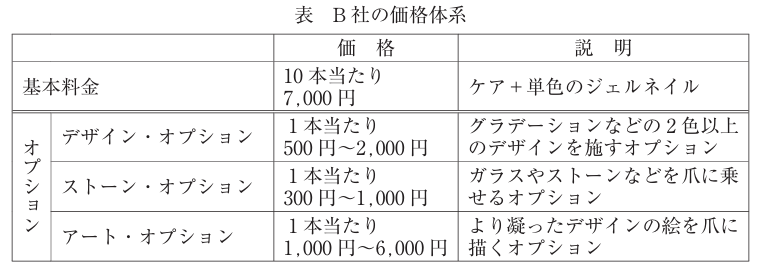 表　B社の価格体系
価　格
説　明
基本料金
10本当たり
7,000円
ケア＋単色のジェルネイル
オプション
デザイン・オプション
1本当たり
500円～2,000円
グラデーションなどの2色以上
のデザインを施すオプション
ストーン・オプション
1本当たり
300円～1,000円
ガラスやストーンなどを爪に乗
せるオプション
アート・オプション
1本当たり
1,000円～6,000円
より凝ったデザインの絵を爪に
描くオプション